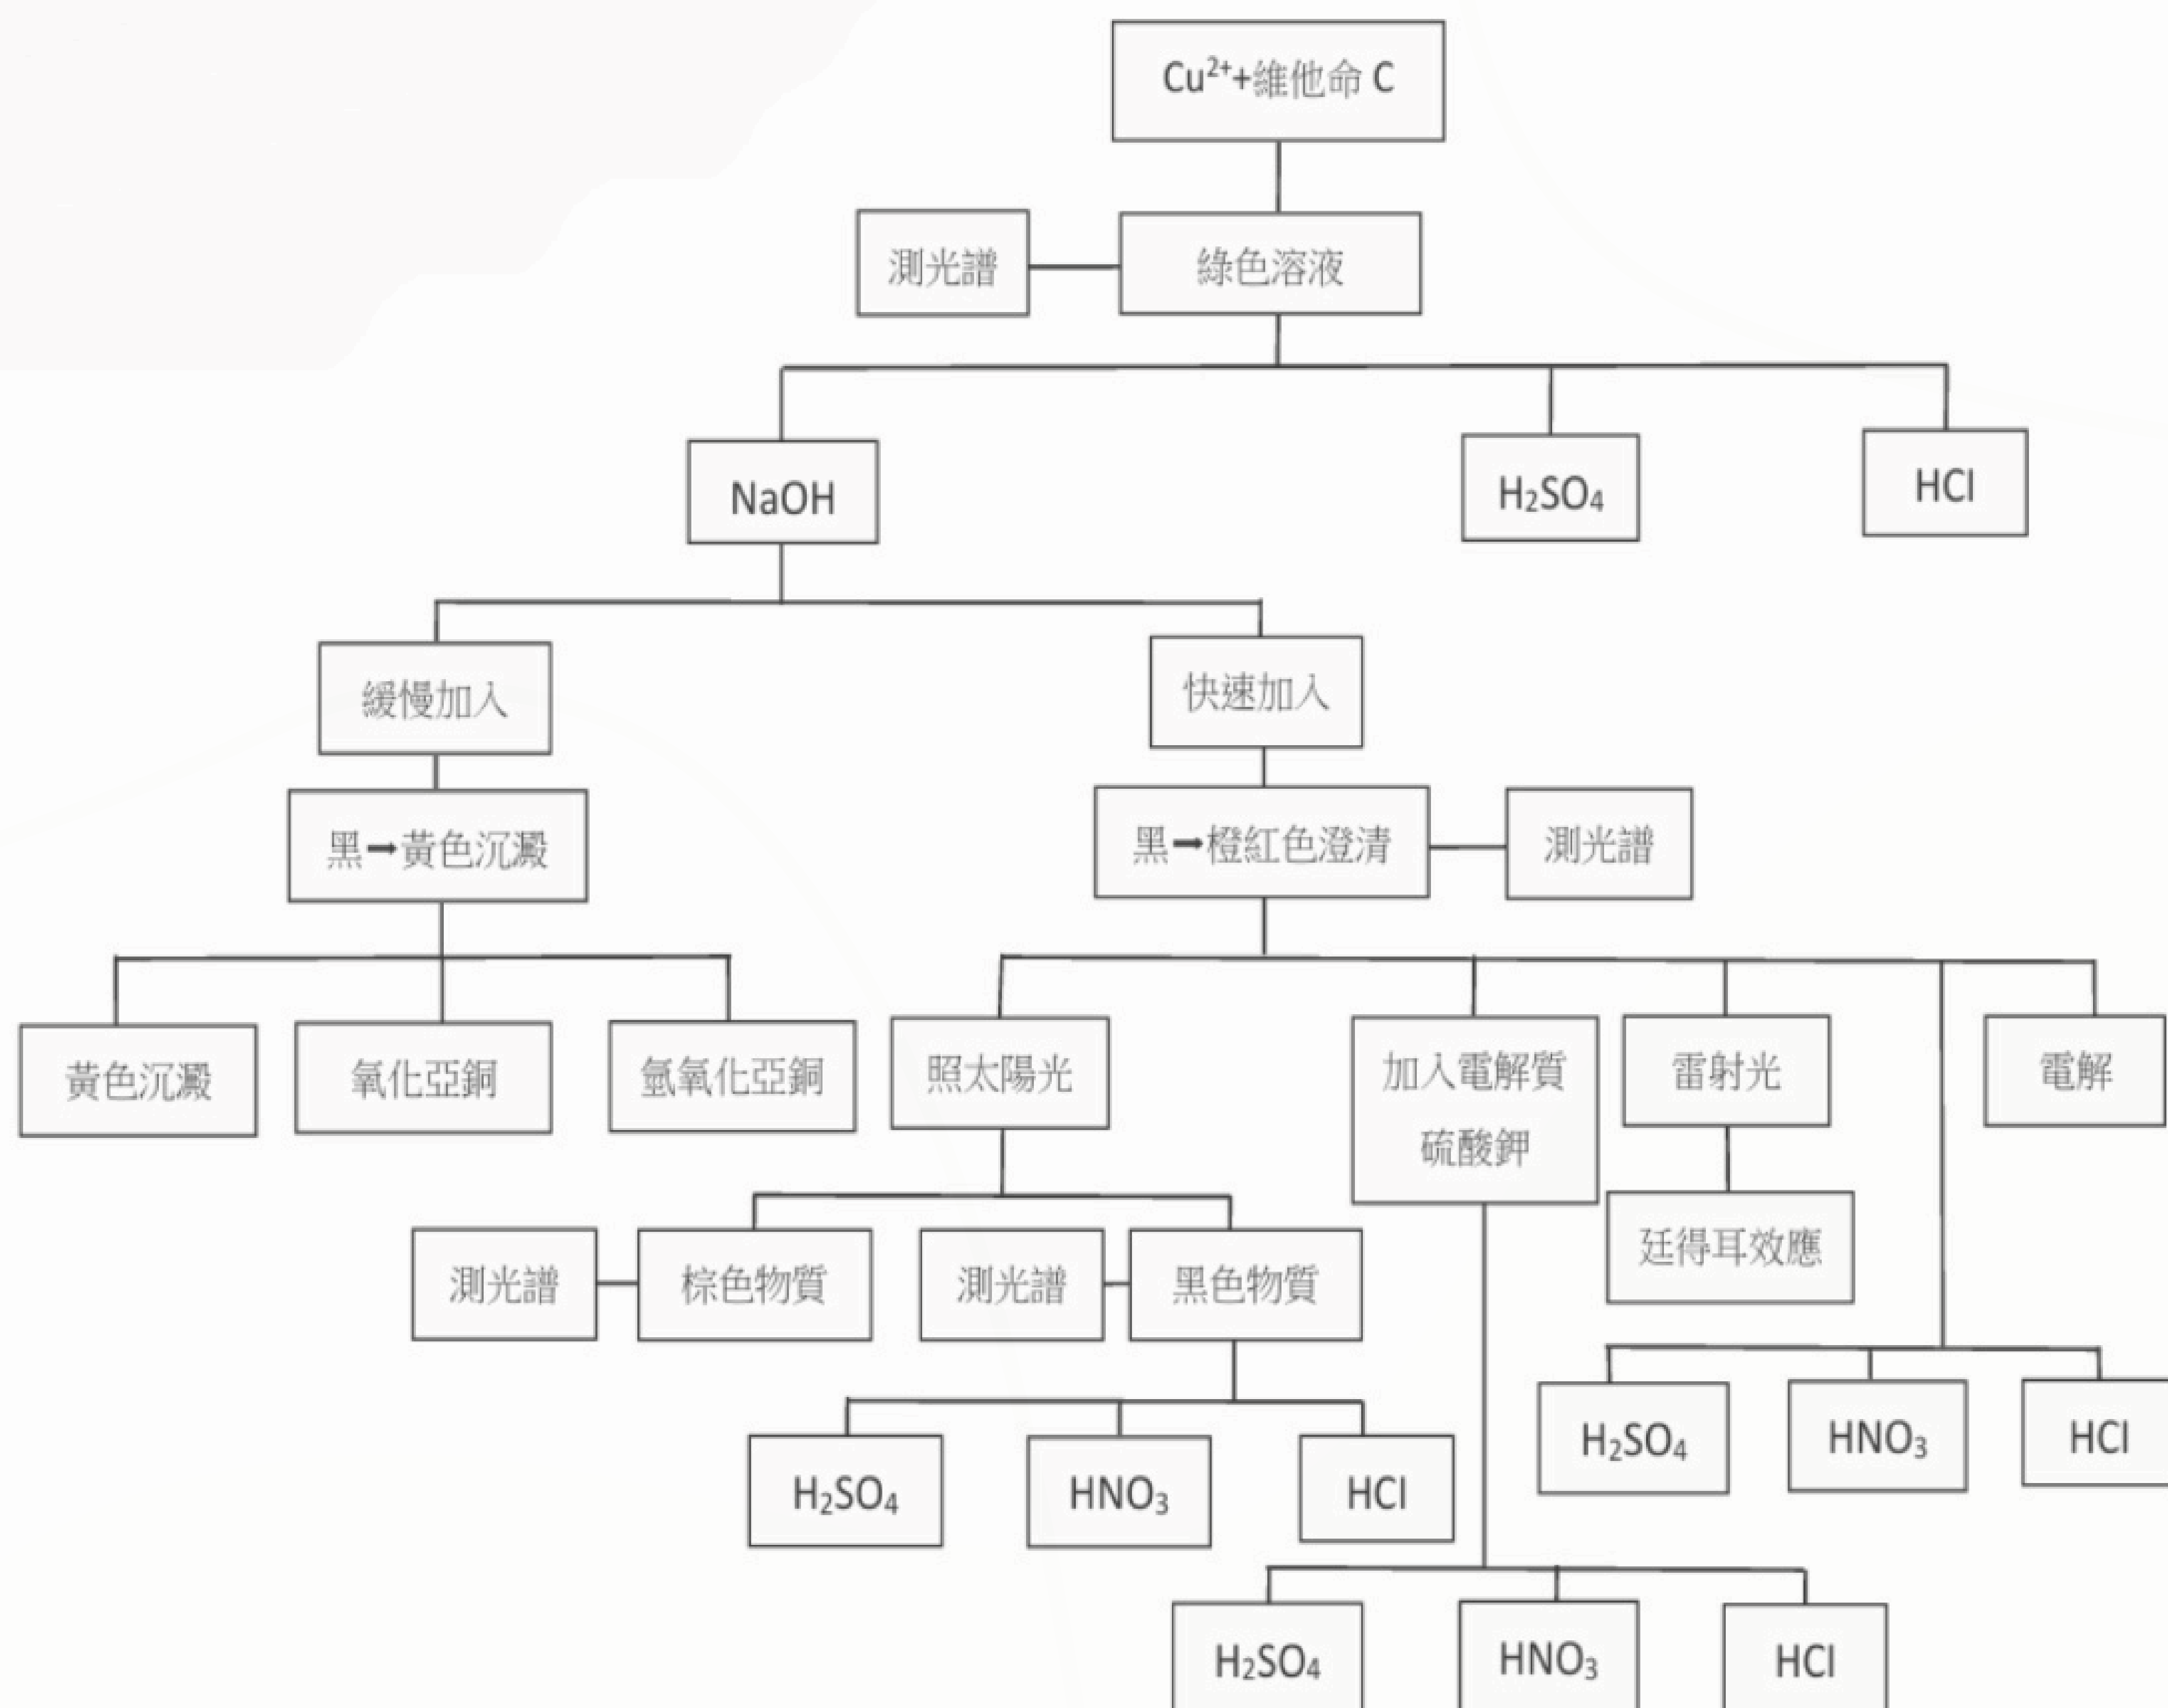 Cu²⁺+維他命 C
測光譜
綠色溶液
NaOH
H₂SO₄
HCl
緩慢加入
快速加入
黑➡黃色沉澱
黑➡橙紅色澄清
測光譜
黃色沉澱
氧化亞銅
氫氧化亞銅
照太陽光
加入電解質
硫酸鉀
雷射光
電解
廷得耳效應
測光譜
棕色物質
測光譜
黑色物質
H₂SO₄
HNO₃
HCl
H₂SO₄
HNO₃
HCl
H₂SO₄
HNO₃
HCl